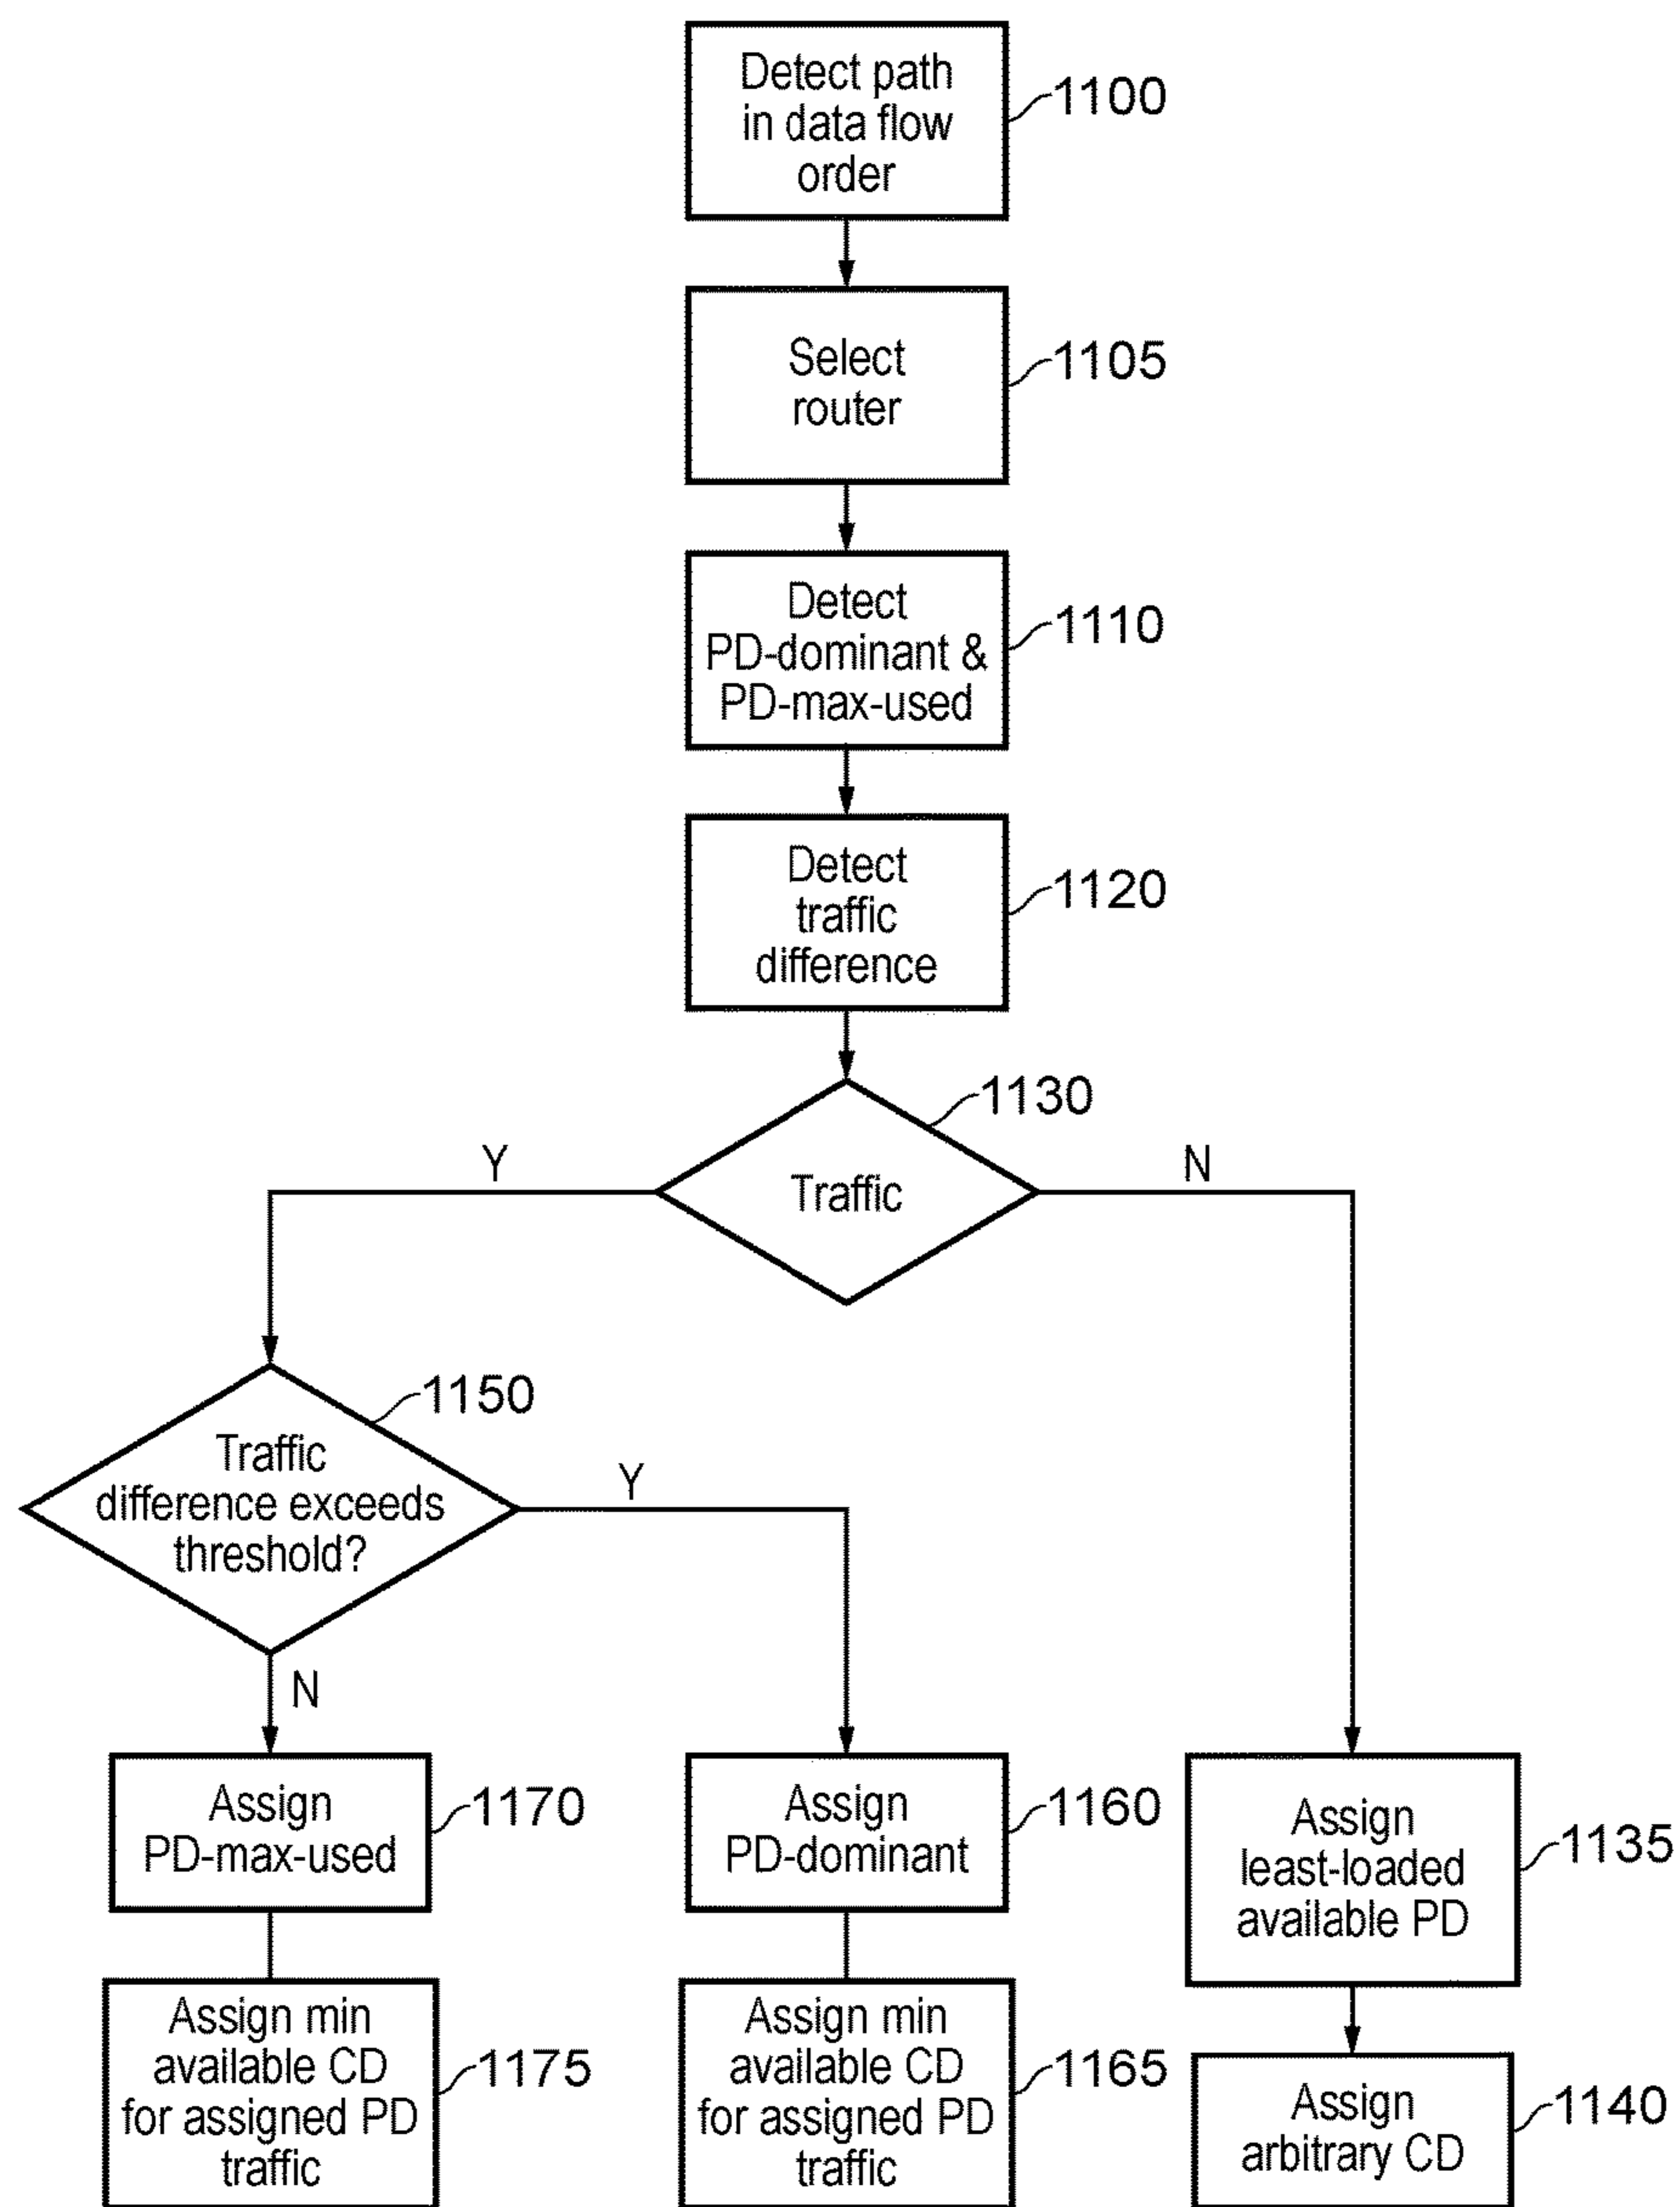 Detect path
in data flow
order
1100
Select
router
1105
Detect
PD-dominant &
PD-max-used
1110
Detect
traffic
difference
1120
1130
Y
Traffic
N
1150
Traffic
difference exceeds
threshold?
Y
N
Assign
PD-max-used
1170
Assign
PD-dominant
1160
Assign
least-loaded
available PD
1135
Assign min
available CD
for assigned PD
traffic
1175
Assign min
available CD
for assigned PD
traffic
1165
Assign
arbitrary CD
1140